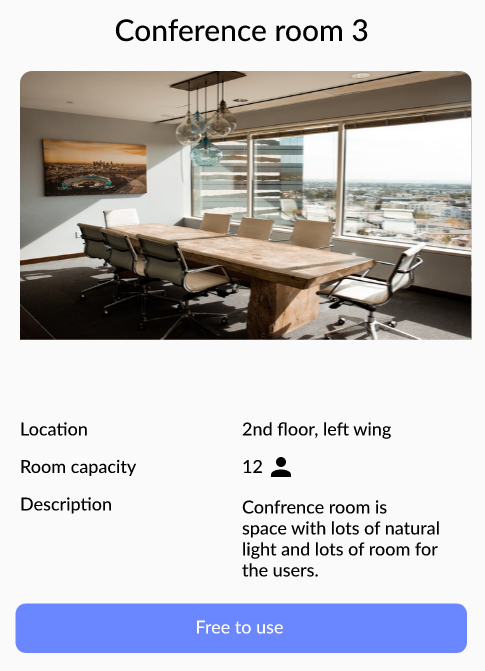 Conference room 3
Location
2nd floor, left wing
Room capacity
12
Description
Confrence room is
space with lots of natural
light and lots of room for
the users.
Free to use